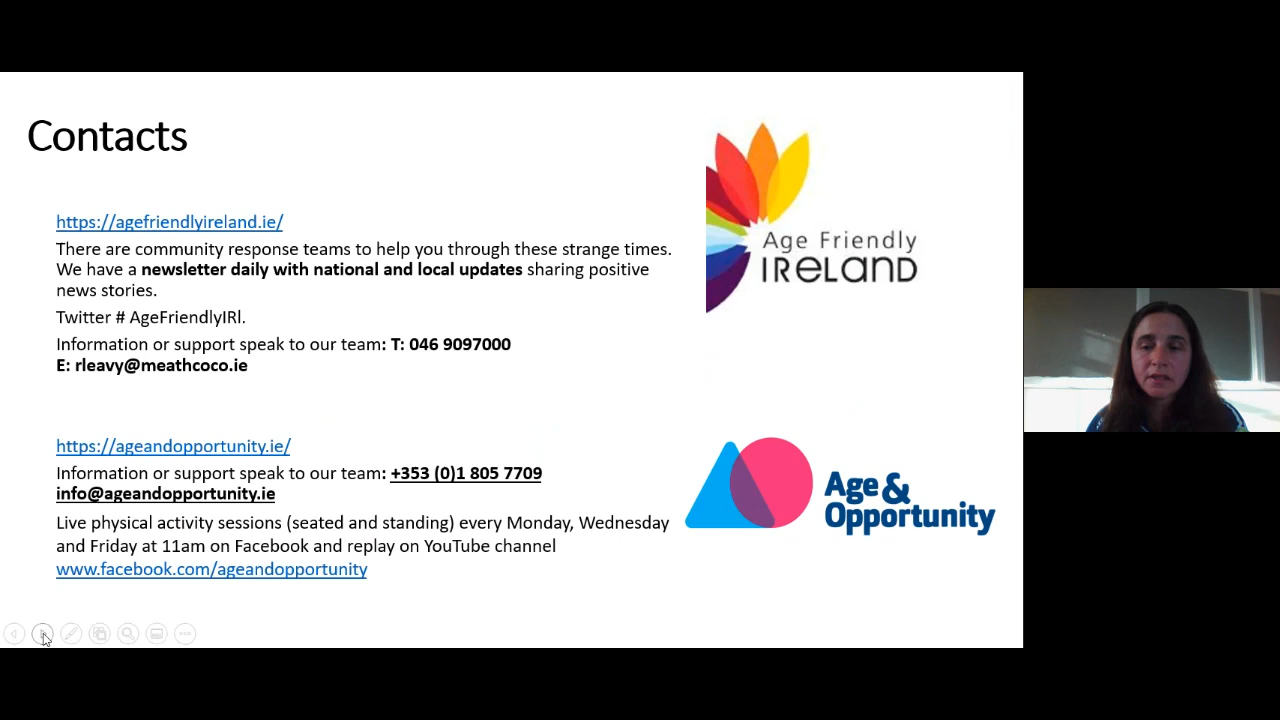 Contacts
https://agefriendlyireland.ie/
There are community response teams to help you through these strange times.
We have a newsletter daily with national and local updates sharing positive
news stories.
Twitter # AgeFriendlyIRl.
Information or support speak to our team: T: 046 9097000
E: rleavy@meathcoco.ie
Age Friendly
IRELAND
https://ageandopportunity.ie/
Information or support speak to our team: +353 (0)1 805 7709
info@ageandopportunity.ie
Live physical activity sessions (seated and standing) every Monday, Wednesday
and Friday at 11am on Facebook and replay on YouTube channel
www.facebook.com/ageandopportunity
Age &
Opportunity